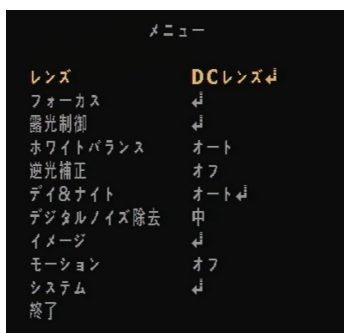 メニュー
レンズ DCレンズ↲
フォーカス ↲
露光制御 ↲
ホワイトバランス オート
逆光補正 オフ
デイ&ナイト オート↲
デジタルノイズ除去 中
イメージ ↲
モーション オフ
システム ↲
終了